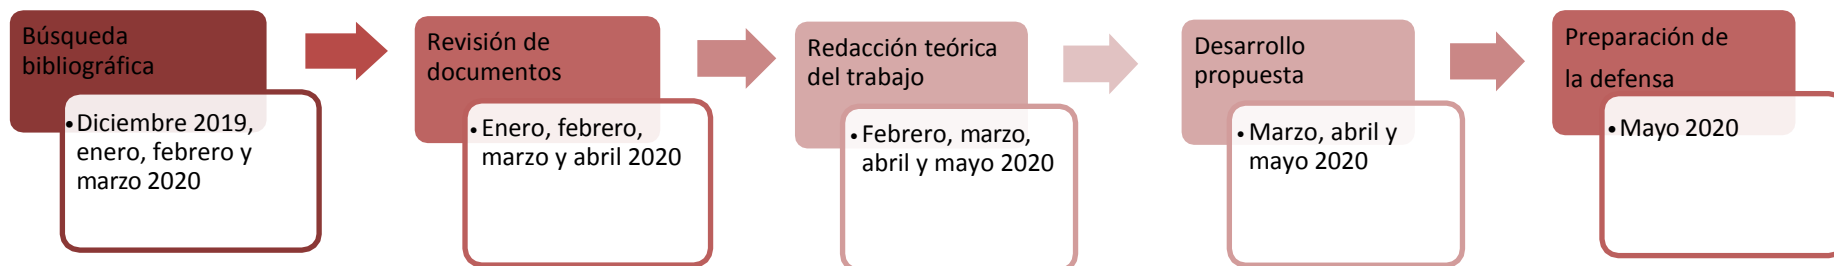 Búsqueda
bibliográfica
•Diciembre 2019,
enero, febrero y
marzo 2020
Revisión de
documentos
•Enero, febrero,
marzo y abril 2020
Redacción teórica
del trabajo
•Febrero, marzo,
abril y mayo 2020
Desarrollo
propuesta
•Marzo, abril y
mayo 2020
Preparación de
la defensa
•Mayo 2020